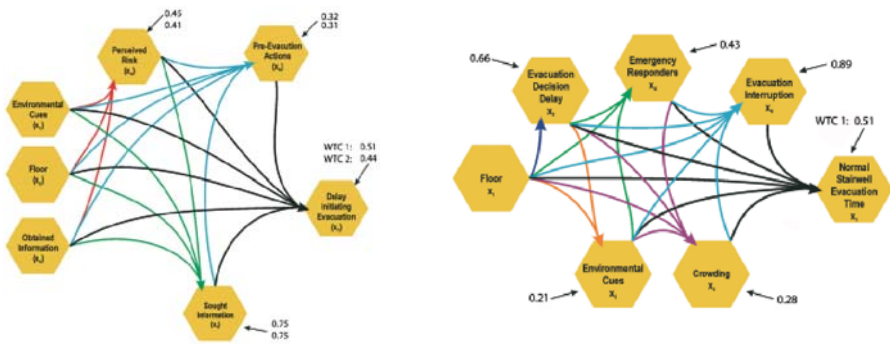 0.45
0.41
Perceived
Risk
0.32
0.31
Pre-Evacution
Actions
Environmental
Cues
Floor
Obtained
Information
WTC 1: 0.51
WTC 2: 0.44
Delay
Initiating
Evacuation
Sought
Information
0.75
0.75
0.66
Evacuation
Decision
Delay
Emergency
Responders
0.43
Evacuation
Interruption
0.89
WTC 1: 0.51
Floor
Normal
Stairwell
Evacuation
Time
Environmental
Cues
0.21
Crowding
0.28